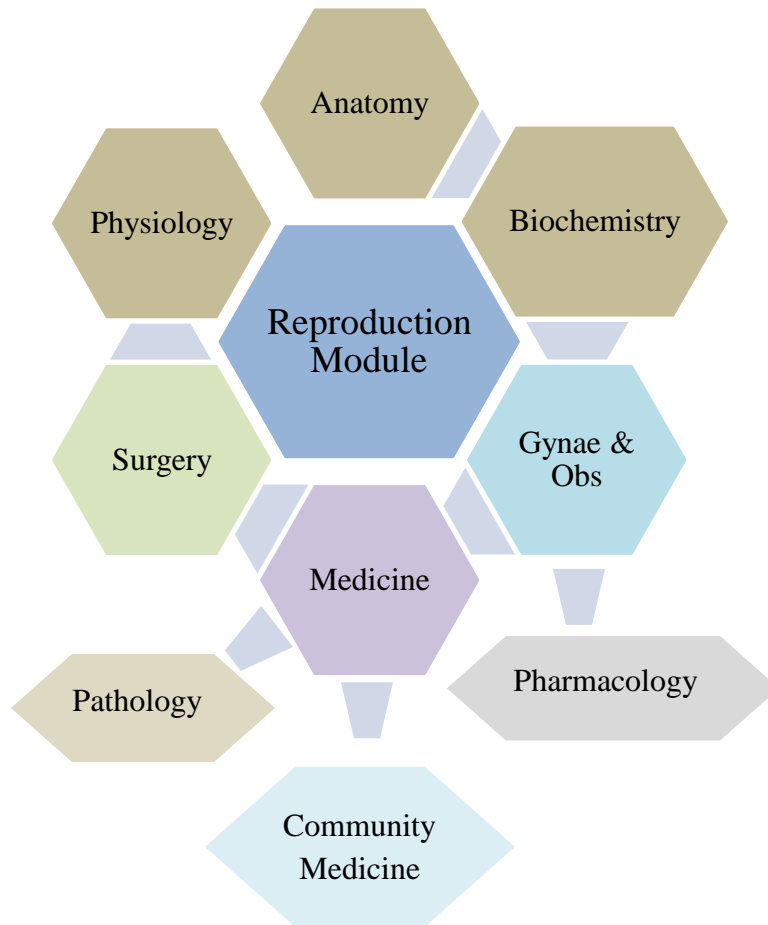 Anatomy
Physiology
Biochemistry
Reproduction
Module
Surgery
Gynae &
Obs
Medicine
Pathology
Pharmacology
Community
Medicine